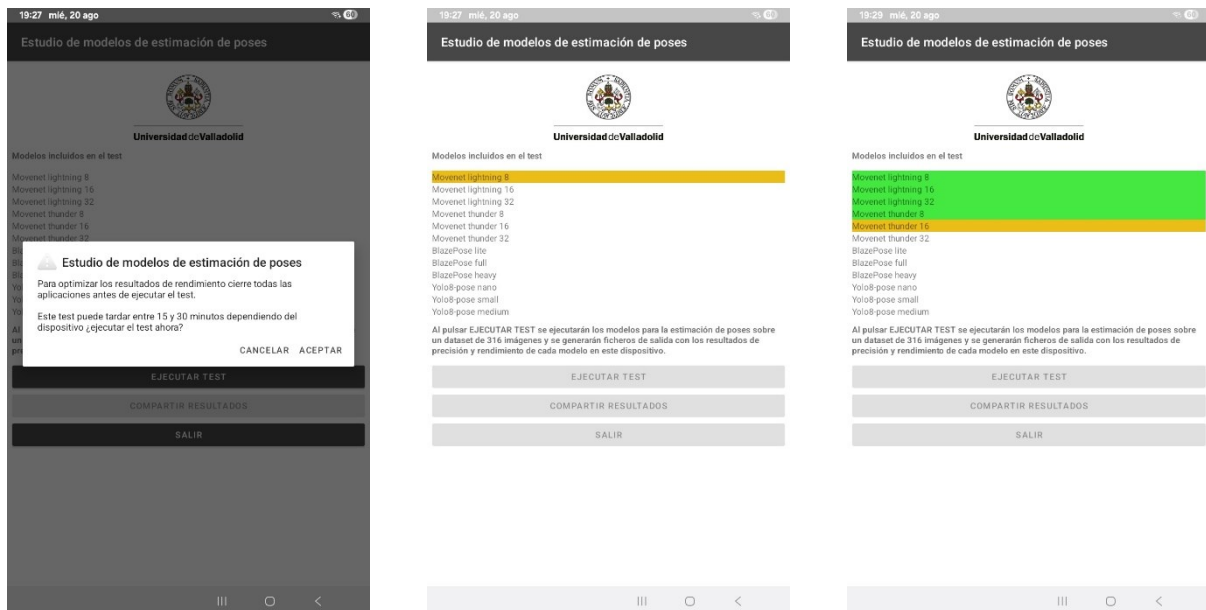 19:27 mié, 20 ago
60
Estudio de modelos de estimación de poses
Universidad de Valladolid
Modelos incluidos en el test
Movenet lightning 8
Movenet lightning 16
Movenet lightning 32
Movenet thunder 8
Movenet thunder 16
Movenet thunder 32
Estudio de modelos de estimación de poses
Para optimizar los resultados de rendimiento cierre todas las
aplicaciones antes de ejecutar el test.
Este test puede tardar entre 15 y 30 minutos dependiendo del
dispositivo ¿ejecutar el test ahora?
CANCELAR ACEPTAR
EJECUTAR TEST
COMPARTIR RESULTADOS
SALIR
19:27 mié, 20 ago
Estudio de modelos de estimación de poses
Universidad de Valladolid
Modelos incluidos en el test
Movenet lightning 8
Movenet lightning 16
Movenet lightning 32
Movenet thunder 8
Movenet thunder 16
Movenet thunder 32
BlazePose lite
BlazePose full
BlazePose heavy
Yolo8-pose nano
Yolo8-pose small
Yolo8-pose medium
Al pulsar EJECUTAR TEST se ejecutarán los modelos para la estimación de poses sobre
un dataset de 316 imágenes y se generarán ficheros de salida con los resultados de
precisión y rendimiento de cada modelo en este dispositivo.
EJECUTAR TEST
COMPARTIR RESULTADOS
SALIR
19:29 mié, 20 ago
Estudio de modelos de estimación de poses
Universidad de Valladolid
Modelos incluidos en el test
Movenet lightning 8
Movenet lightning 16
Movenet lightning 32
Movenet thunder 8
Movenet thunder 16
Movenet thunder 32
BlazePose lite
BlazePose full
BlazePose heavy
Yolo8-pose nano
Yolo8-pose small
Yolo8-pose medium
Al pulsar EJECUTAR TEST se ejecutarán los modelos para la estimación de poses sobre
un dataset de 316 imágenes y se generarán ficheros de salida con los resultados de
precisión y rendimiento de cada modelo en este dispositivo.
EJECUTAR TEST
COMPARTIR RESULTADOS
SALIR